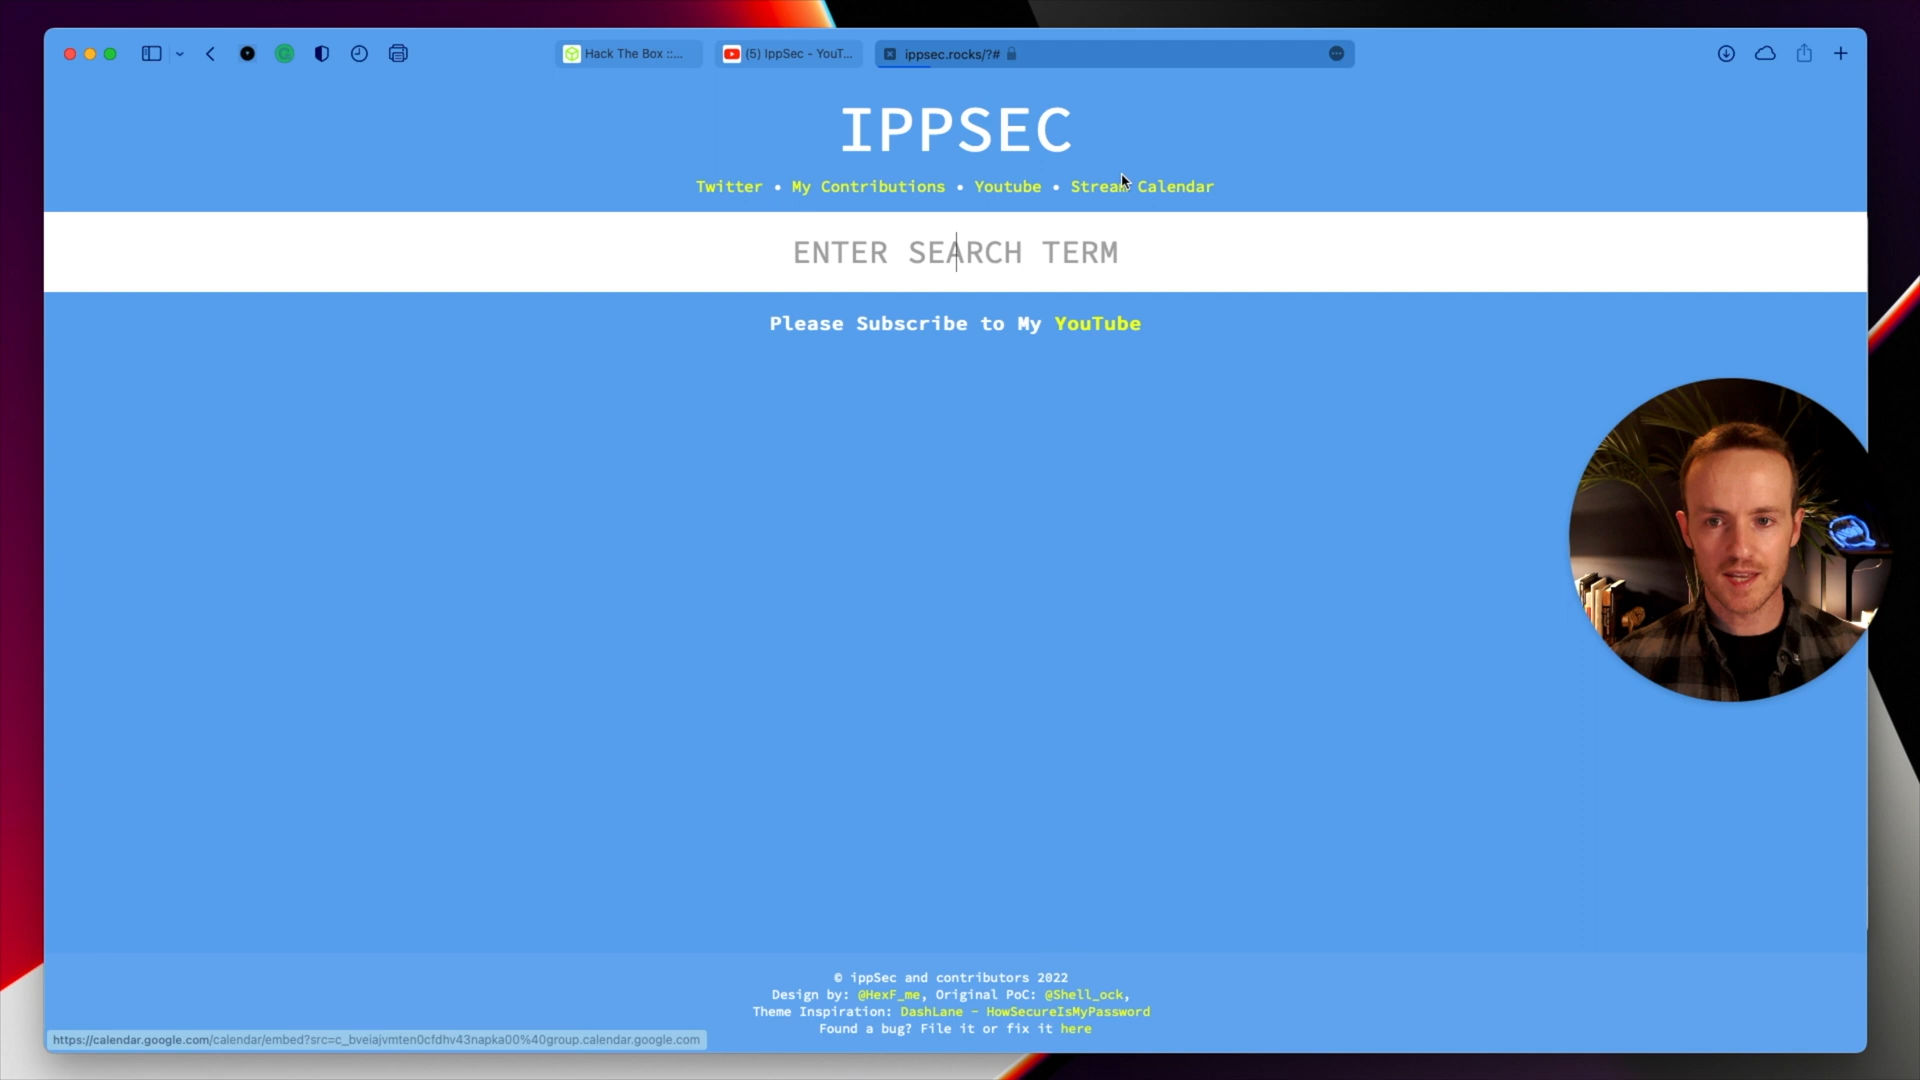 Hack The Box ::...
(5) IppSec - YouT...
ippsec.rocks/?#
IPPSEC
Twitter • My Contributions • Youtube • Stream Calendar
ENTER SEARCH TERM
Please Subscribe to My YouTube
© ippSec and contributors 2022
Design by: @HexF_me, Original PoC: @Shell_ock,
Theme Inspiration: DashLane - HowSecureIsMyPassword
Found a bug? File it or fix it here
https://calendar.google.com/calendar/embed?src=c_bveiajvmten0cfdhv43napka00%40group.calendar.google.com